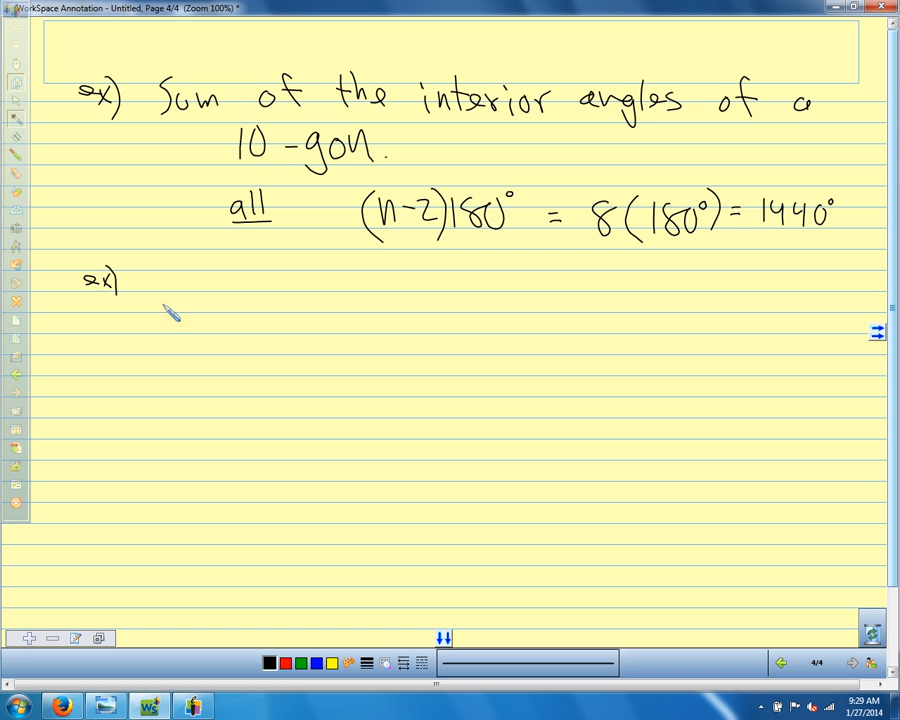 WorkSpace Annotation - Untitled, Page 4/4 (Zoom 100%) *
ex) Sum of the interior angles of a
10-gon.
all (n-2)180° = 8(180°) = 1440°
ex)
4/4
9:29 AM
1/27/2014